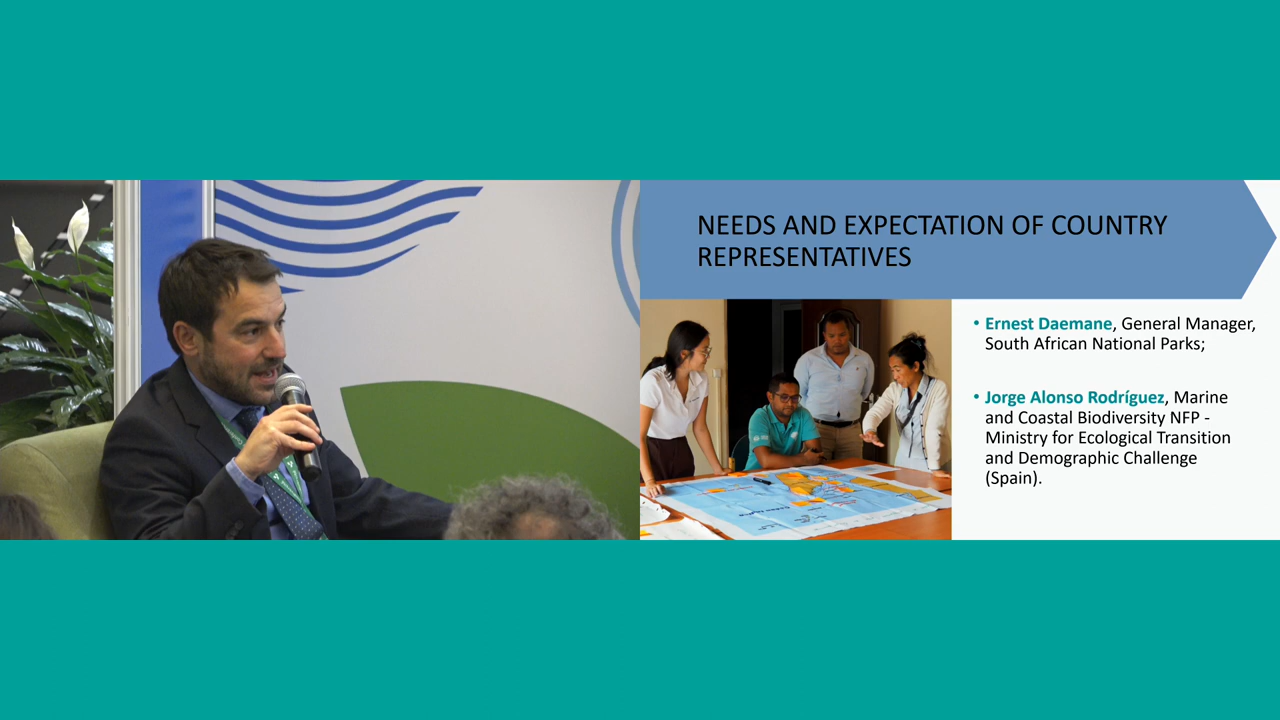 NEEDS AND EXPECTATION OF COUNTRY
REPRESENTATIVES
• Ernest Daemane, General Manager,
South African National Parks;
• Jorge Alonso Rodríguez, Marine
and Coastal Biodiversity NFP -
Ministry for Ecological Transition
and Demographic Challenge
(Spain).